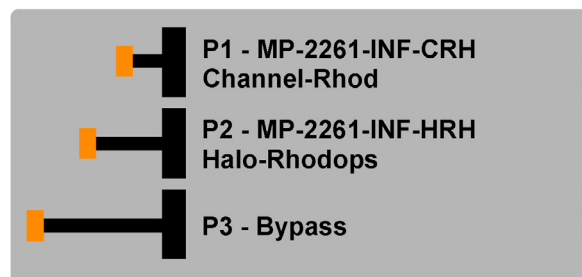 P1 - MP-2261-INF-CRH
Channel-Rhod
P2 - MP-2261-INF-HRH
Halo-Rhodops
P3 - Bypass